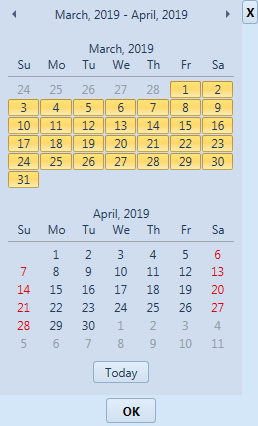 March, 2019 - April, 2019 X
March, 2019
Su Mo Tu We Th Fr Sa
24 25 26 27 28 1 2
3 4 5 6 7 8 9
10 11 12 13 14 15 16
17 18 19 20 21 22 23
24 25 26 27 28 29 30
31
April, 2019
Su Mo Tu We Th Fr Sa
1 2 3 4 5 6
7 8 9 10 11 12 13
14 15 16 17 18 19 20
21 22 23 24 25 26 27
28 29 30 1 2 3 4
5 6 7 8 9 10 11
Today
OK